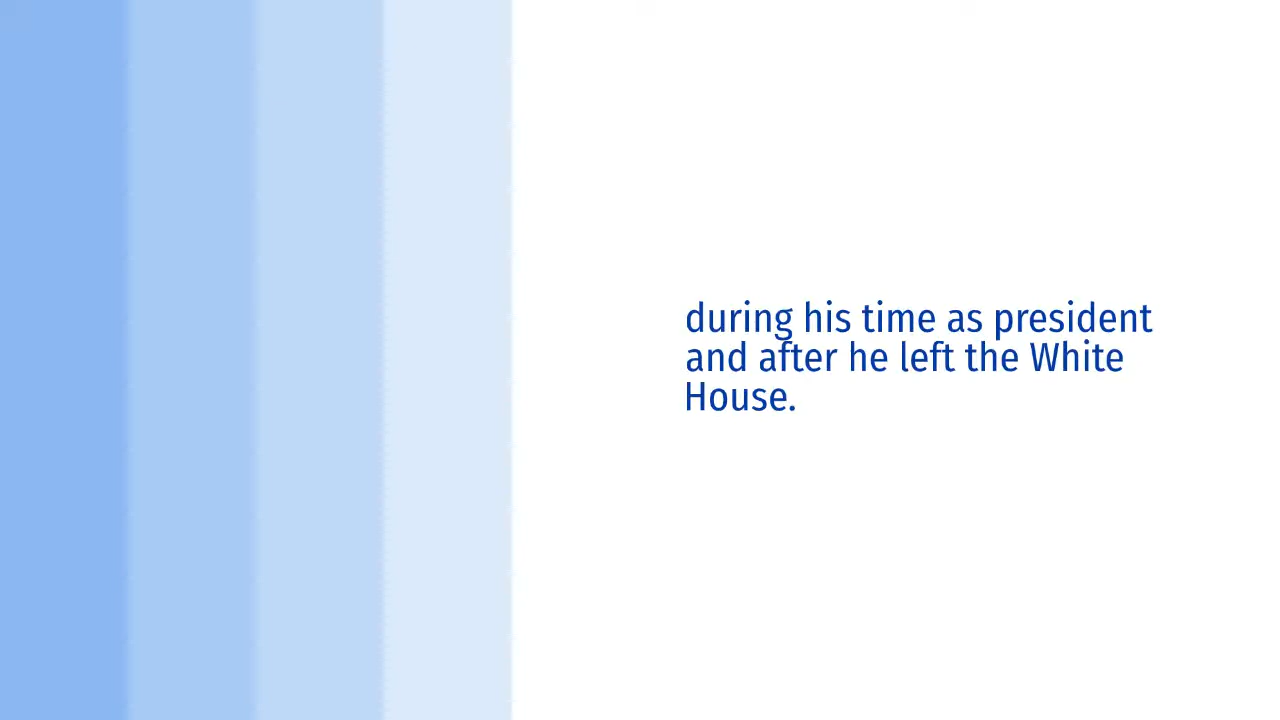 during his time as president
and after he left the White
House.